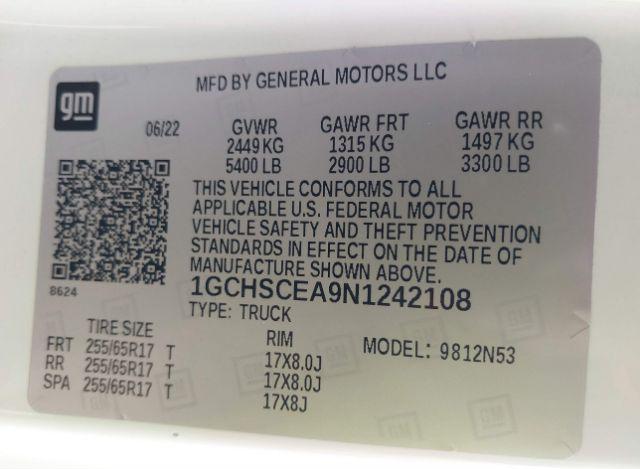 MFD BY GENERAL MOTORS LLC
gm
06/22 GVWR GAWR FRT GAWR RR
2449 KG 1315 KG 1497 KG
5400 LB 2900 LB 3300 LB
THIS VEHICLE CONFORMS TO ALL
APPLICABLE U.S. FEDERAL MOTOR
VEHICLE SAFETY AND THEFT PREVENTION
STANDARDS IN EFFECT ON THE DATE OF
MANUFACTURE SHOWN ABOVE.
8624
1GCHSCEA9N1242108
TYPE: TRUCK
TIRE SIZE RIM MODEL: 9812N53
FRT 255/65R17 T 17X8.0J
RR 255/65R17 T 17X8.0J
SPA 255/65R17 T 17X8J